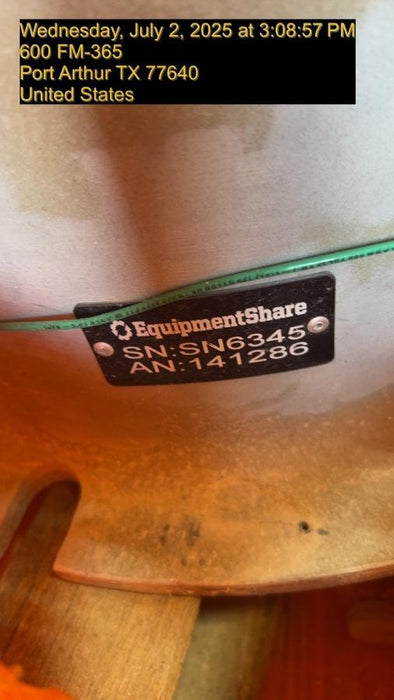 Wednesday, July 2, 2025 at 3:08:57 PM
600 FM-365
Port Arthur TX 77640
United States
EquipmentShare
SN:SN6345
AN:141286